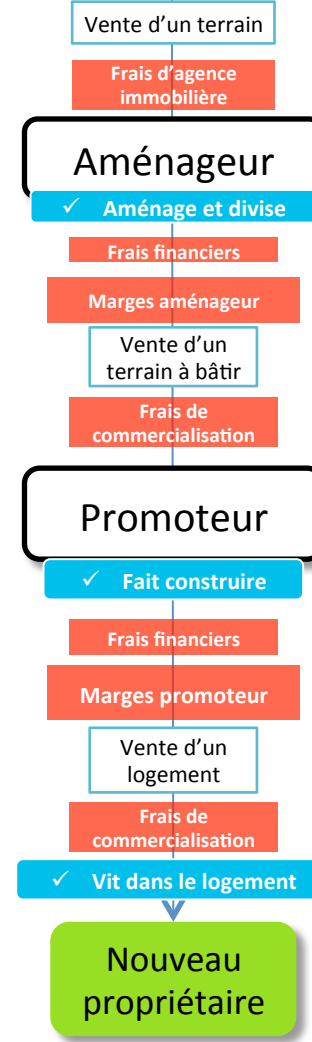 Vente d'un terrain
Frais d'agence
immobilière
Aménageur
✓ Aménage et divise
Frais financiers
Marges aménageur
Vente d'un
terrain à bâtir
Frais de
commercialisation
Promoteur
✓ Fait construire
Frais financiers
Marges promoteur
Vente d'un
logement
Frais de
commercialisation
✓ Vit dans le logement
Nouveau
propriétaire